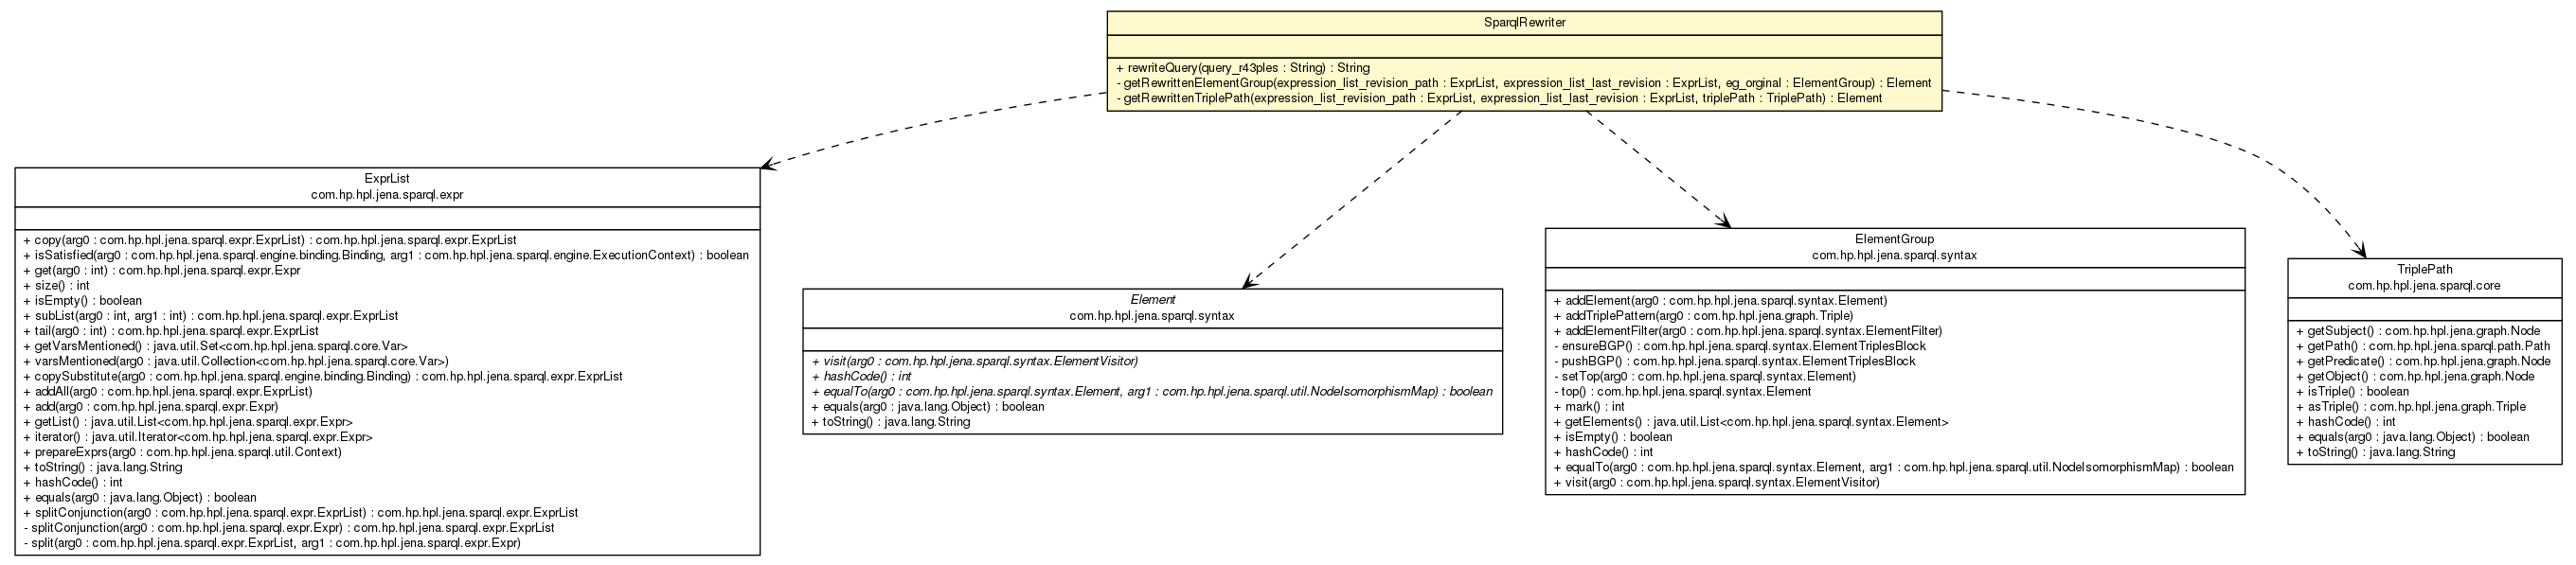 SparqlRewriter
+ rewriteQuery(query_r43ples : String) : String
- getRewrittenElementGroup(expression_list_revision_path : ExprList, expression_list_last_revision : ExprList, eg_orginal : ElementGroup) : Element
- getRewrittenTriplePath(expression_list_revision_path : ExprList, expression_list_last_revision : ExprList, triplePath : TriplePath) : Element
ExprList
com.hp.hpl.jena.sparql.expr
+ copy(arg0 : com.hp.hpl.jena.sparql.expr.ExprList) : com.hp.hpl.jena.sparql.expr.ExprList
+ isSatisfied(arg0 : com.hp.hpl.jena.sparql.engine.binding.Binding, arg1 : com.hp.hpl.jena.sparql.engine.ExecutionContext) : boolean
+ get(arg0 : int) : com.hp.hpl.jena.sparql.expr.Expr
+ size() : int
+ isEmpty() : boolean
+ subList(arg0 : int, arg1 : int) : com.hp.hpl.jena.sparql.expr.ExprList
+ tail(arg0 : int) : com.hp.hpl.jena.sparql.expr.ExprList
+ getVarsMentioned() : java.util.Set<com.hp.hpl.jena.sparql.core.Var>
+ varsMentioned(arg0 : java.util.Collection<com.hp.hpl.jena.sparql.core.Var>)
+ copySubstitute(arg0 : com.hp.hpl.jena.sparql.engine.binding.Binding) : com.hp.hpl.jena.sparql.expr.ExprList
+ addAll(arg0 : com.hp.hpl.jena.sparql.expr.ExprList)
+ add(arg0 : com.hp.hpl.jena.sparql.expr.Expr)
+ getList() : java.util.List<com.hp.hpl.jena.sparql.expr.Expr>
+ iterator() : java.util.Iterator<com.hp.hpl.jena.sparql.expr.Expr>
+ prepareExprs(arg0 : com.hp.hpl.jena.sparql.util.Context)
+ toString() : java.lang.String
+ hashCode() : int
+ equals(arg0 : java.lang.Object) : boolean
+ splitConjunction(arg0 : com.hp.hpl.jena.sparql.expr.ExprList) : com.hp.hpl.jena.sparql.expr.ExprList
- splitConjunction(arg0 : com.hp.hpl.jena.sparql.expr.Expr) : com.hp.hpl.jena.sparql.expr.ExprList
- split(arg0 : com.hp.hpl.jena.sparql.expr.ExprList, arg1 : com.hp.hpl.jena.sparql.expr.Expr)
Element
com.hp.hpl.jena.sparql.syntax
+ visit(arg0 : com.hp.hpl.jena.sparql.syntax.ElementVisitor)
+ hashCode() : int
+ equalTo(arg0 : com.hp.hpl.jena.sparql.syntax.Element, arg1 : com.hp.hpl.jena.sparql.util.NodeIsomorphismMap) : boolean
+ equals(arg0 : java.lang.Object) : boolean
+ toString() : java.lang.String
ElementGroup
com.hp.hpl.jena.sparql.syntax
+ addElement(arg0 : com.hp.hpl.jena.sparql.syntax.Element)
+ addTriplePattern(arg0 : com.hp.hpl.jena.graph.Triple)
+ addElementFilter(arg0 : com.hp.hpl.jena.sparql.syntax.ElementFilter)
- ensureBGP() : com.hp.hpl.jena.sparql.syntax.ElementTriplesBlock
- pushBGP() : com.hp.hpl.jena.sparql.syntax.ElementTriplesBlock
- setTop(arg0 : com.hp.hpl.jena.sparql.syntax.Element)
- top() : com.hp.hpl.jena.sparql.syntax.Element
+ mark() : int
+ getElements() : java.util.List<com.hp.hpl.jena.sparql.syntax.Element>
+ isEmpty() : boolean
+ hashCode() : int
+ equalTo(arg0 : com.hp.hpl.jena.sparql.syntax.Element, arg1 : com.hp.hpl.jena.sparql.util.NodeIsomorphismMap) : boolean
+ visit(arg0 : com.hp.hpl.jena.sparql.syntax.ElementVisitor)
TriplePath
com.hp.hpl.jena.sparql.core
+ getSubject() : com.hp.hpl.jena.graph.Node
+ getPath() : com.hp.hpl.jena.sparql.path.Path
+ getPredicate() : com.hp.hpl.jena.graph.Node
+ getObject() : com.hp.hpl.jena.graph.Node
+ isTriple() : boolean
+ asTriple() : com.hp.hpl.jena.graph.Triple
+ hashCode() : int
+ equals(arg0 : java.lang.Object) : boolean
+ toString() : java.lang.String